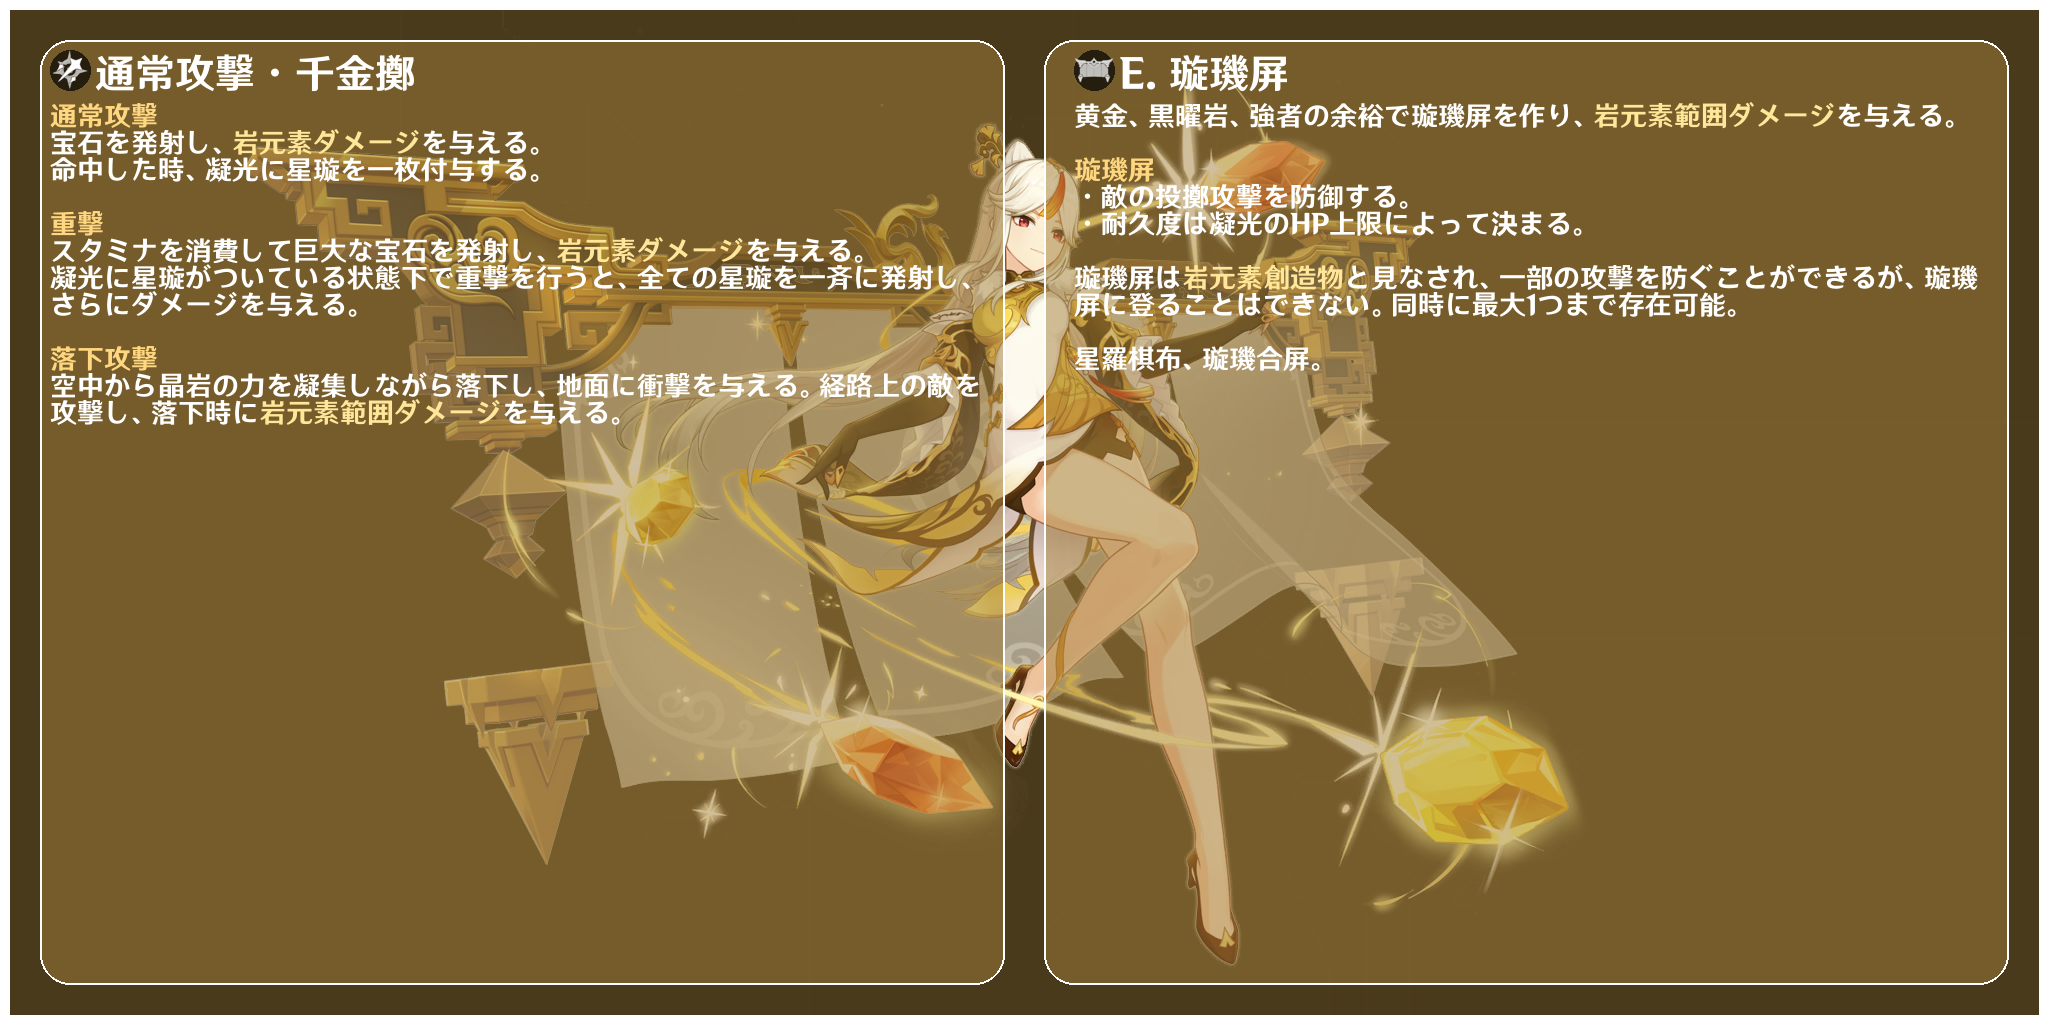 通常攻撃・千金擲
通常攻撃
宝石を発射し、岩元素ダメージを与える。
命中した時、凝光に星璇を一枚付与する。
重撃
スタミナを消費して巨大な宝石を発射し、岩元素ダメージを与える。
凝光に星璇がついている状態下で重撃を行うと、全ての星璇を一斉に発射し、
さらにダメージを与える。
落下攻撃
空中から晶岩の力を凝集しながら落下し、地面に衝撃を与える。経路上の敵を
攻撃し、落下時に岩元素範囲ダメージを与える。
E. 璇璣屏
黄金、黒曜岩、強者の余裕で璇璣屏を作り、岩元素範囲ダメージを与える。
璇璣屏
・敵の投擲攻撃を防御する。
・耐久度は凝光のHP上限によって決まる。
璇璣屏は岩元素創造物と見なされ、一部の攻撃を防ぐことができるが、璇璣
屏に登ることはできない。同時に最大1つまで存在可能。
星羅棋布、璇璣合屏。